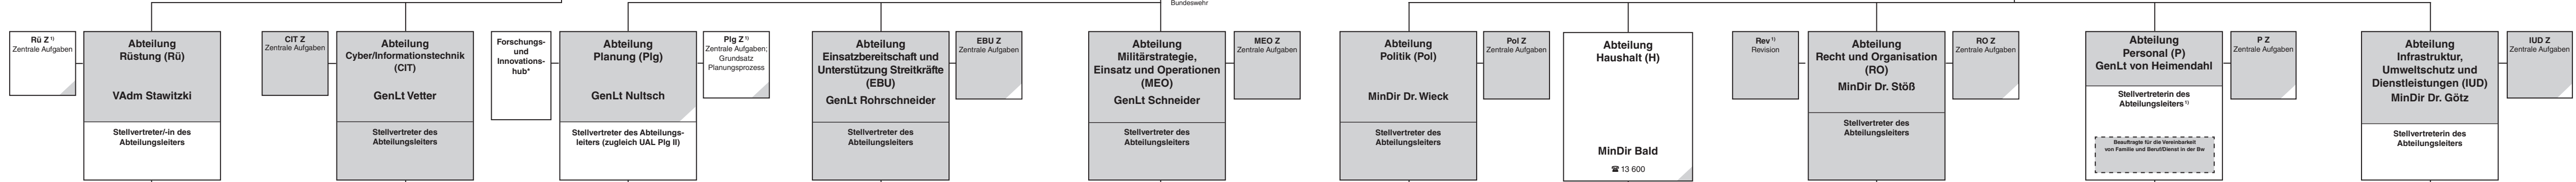 Bundeswehr
Rü Z 1)
Zentrale Aufgaben
Abteilung
Rüstung (Rü)
VAdm Stawitzki
Stellvertreter/-in des
Abteilungsleiters
CIT Z
Zentrale Aufgaben
Abteilung
Cyber/Informationstechnik
(CIT)
GenLt Vetter
Stellvertreter des
Abteilungsleiters
Forschungs-
und
Innovations-
hub*
Abteilung
Planung (Plg)
GenLt Nultsch
Stellvertreter des Abteilungs-
leiters (zugleich UAL Plg II)
Plg Z 1)
Zentrale Aufgaben;
Grundsatz
Planungsprozess
Abteilung
Einsatzbereitschaft und
Unterstützung Streitkräfte
(EBU)
GenLt Rohrschneider
Stellvertreter des
Abteilungsleiters
EBU Z
Zentrale Aufgaben
Abteilung
Militärstrategie,
Einsatz und Operationen
(MEO)
GenLt Schneider
Stellvertreter des
Abteilungsleiters
MEO Z
Zentrale Aufgaben
Abteilung
Politik (Pol)
MinDir Dr. Wieck
Stellvertreter des
Abteilungsleiters
Pol Z
Zentrale Aufgaben
Abteilung
Haushalt (H)
MinDir Bald
☎ 13 600
Rev 1)
Revision
Abteilung
Recht und Organisation
(RO)
MinDir Dr. Stöß
Stellvertreter des
Abteilungsleiters
RO Z
Zentrale Aufgaben
Abteilung
Personal (P)
GenLt von Heimendahl
Stellvertreterin des
Abteilungsleiters 1)
Beauftragte für die Vereinbarkeit
von Familie und Beruf/Dienst in der Bw
P Z
Zentrale Aufgaben
Abteilung
Infrastruktur,
Umweltschutz und
Dienstleistungen (IUD)
MinDir Dr. Götz
Stellvertreterin des
Abteilungsleiters
IUD Z
Zentrale Aufgaben